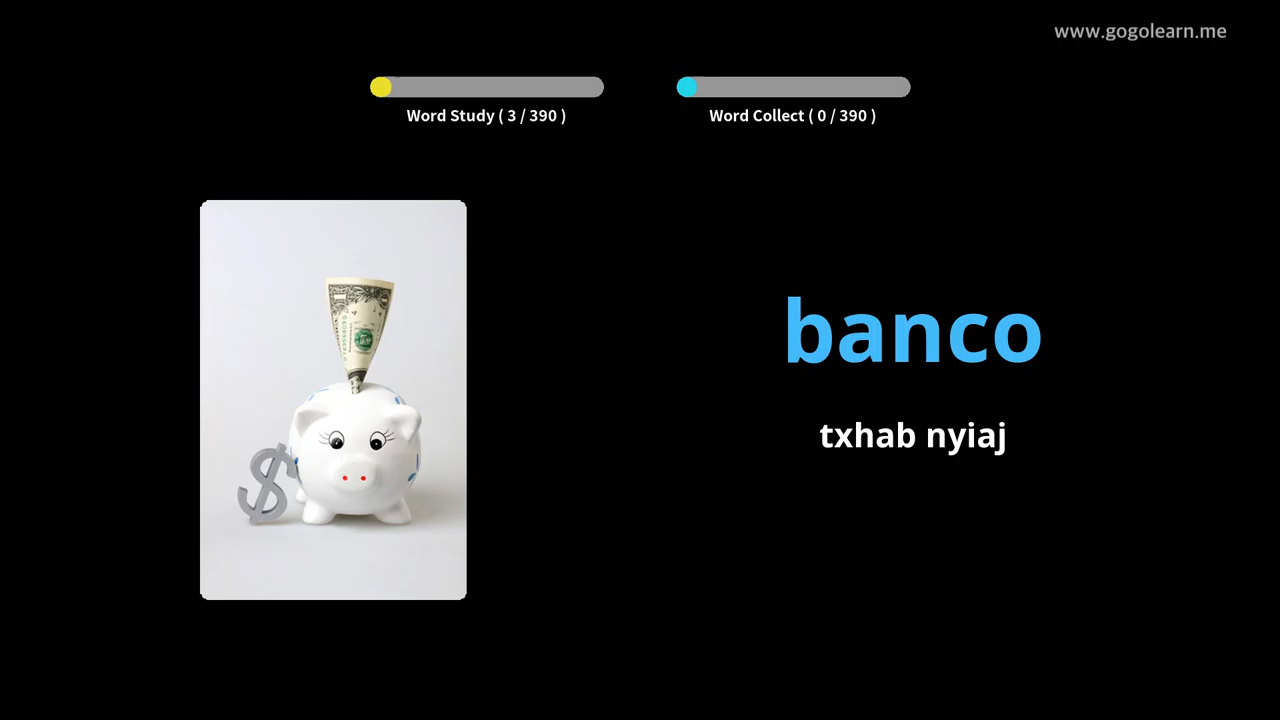 www.gogolearn.me
Word Study ( 3 / 390 )
Word Collect ( 0 / 390 )
$
banco
txhab nyiaj